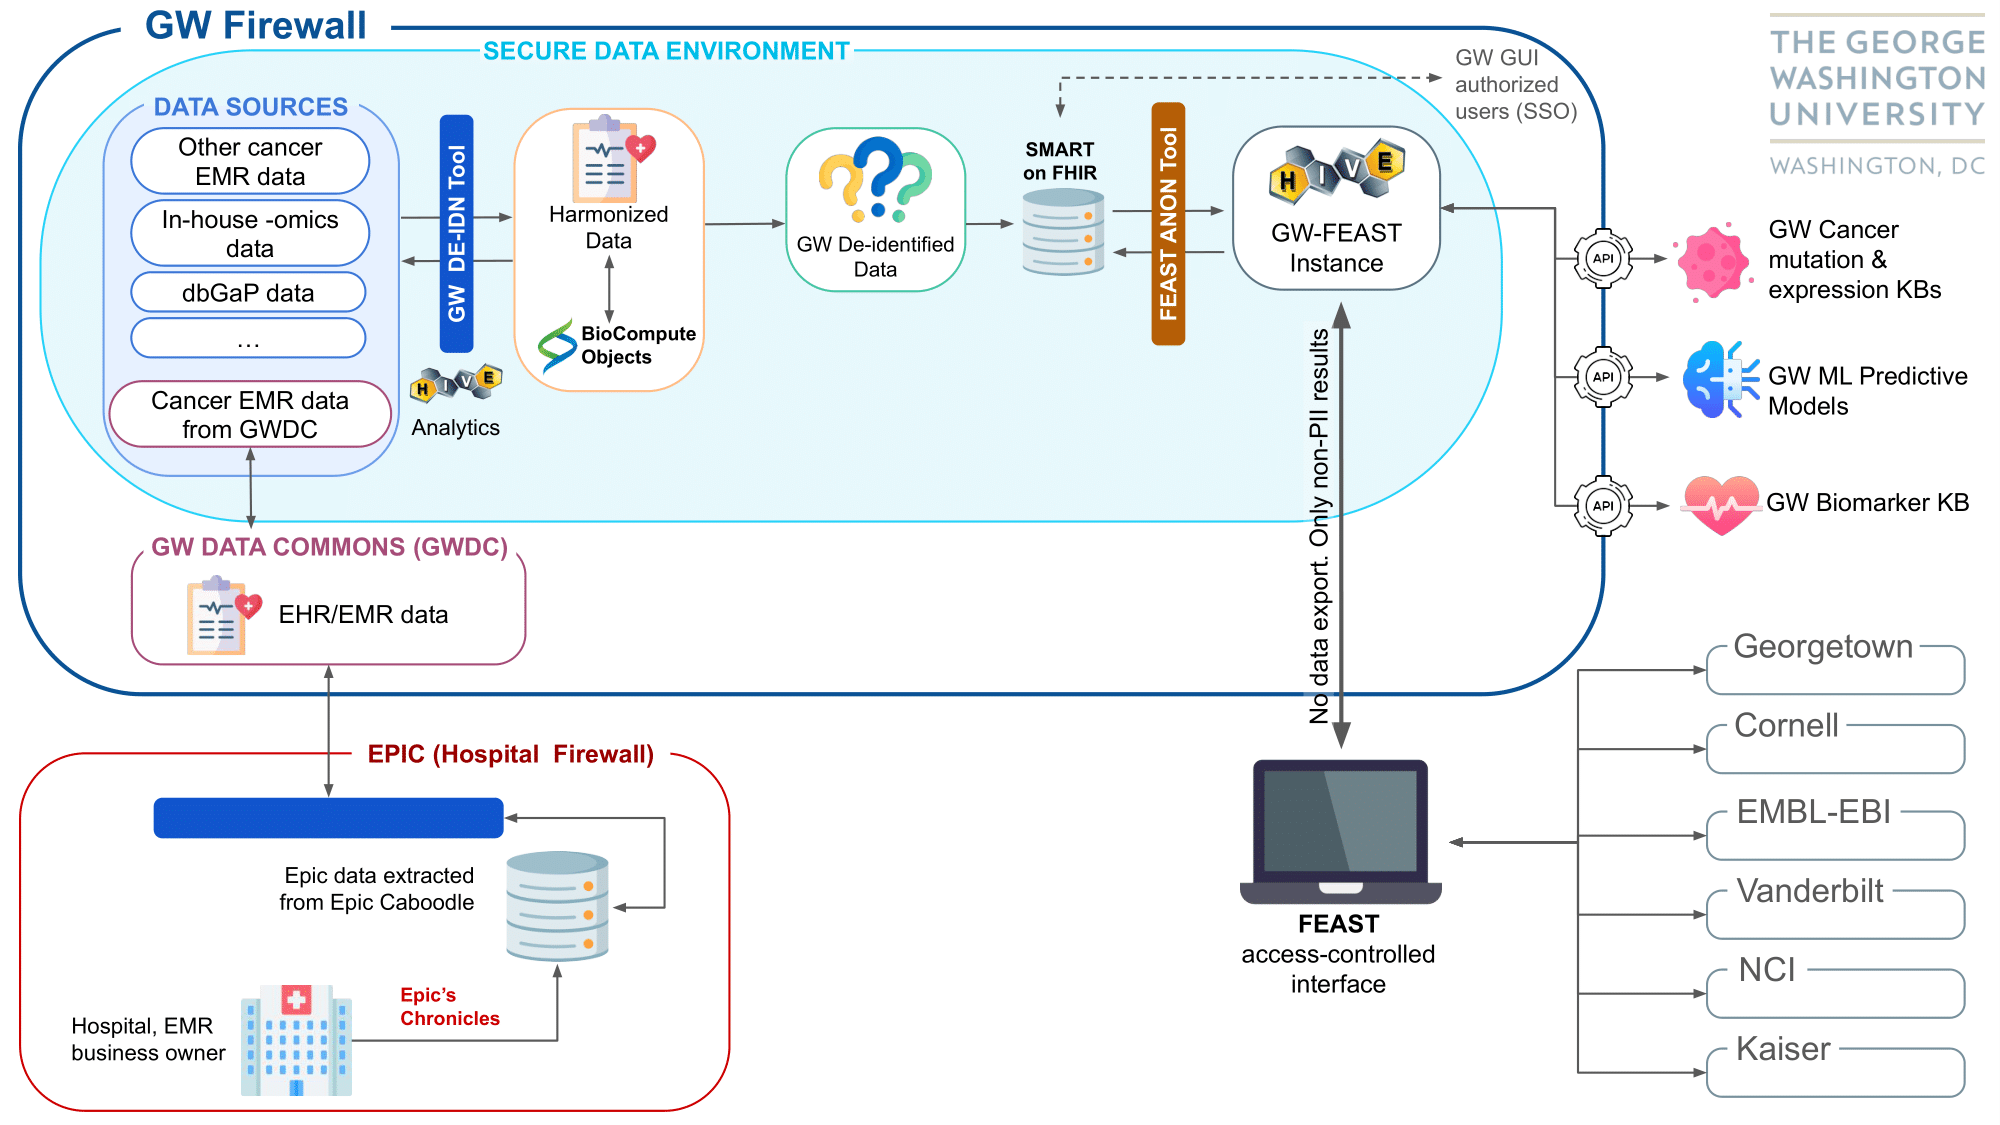 GW Firewall
SECURE DATA ENVIRONMENT
GW GUI
authorized
users (SSO)
THE GEORGE
WASHINGTON
UNIVERSITY
WASHINGTON, DC
DATA SOURCES
Other cancer
EMR data
In-house -omics
data
dbGaP data
...
Cancer EMR data
from GWDC
GW DE-IDN Tool
HIVE
Analytics
Harmonized
Data
BioCompute
Objects
GW De-identified
Data
SMART
on FHIR
FEAST ANON Tool
HIVE
GW-FEAST
Instance
No data export. Only non-PII results
API
GW Cancer
mutation &
expression KBs
API
GW ML Predictive
Models
API
GW Biomarker KB
GW DATA COMMONS (GWDC)
EHR/EMR data
EPIC (Hospital Firewall)
Epic data extracted
from Epic Caboodle
Epic's
Chronicles
Hospital, EMR
business owner
FEAST
access-controlled
interface
Georgetown
Cornell
EMBL-EBI
Vanderbilt
NCI
Kaiser